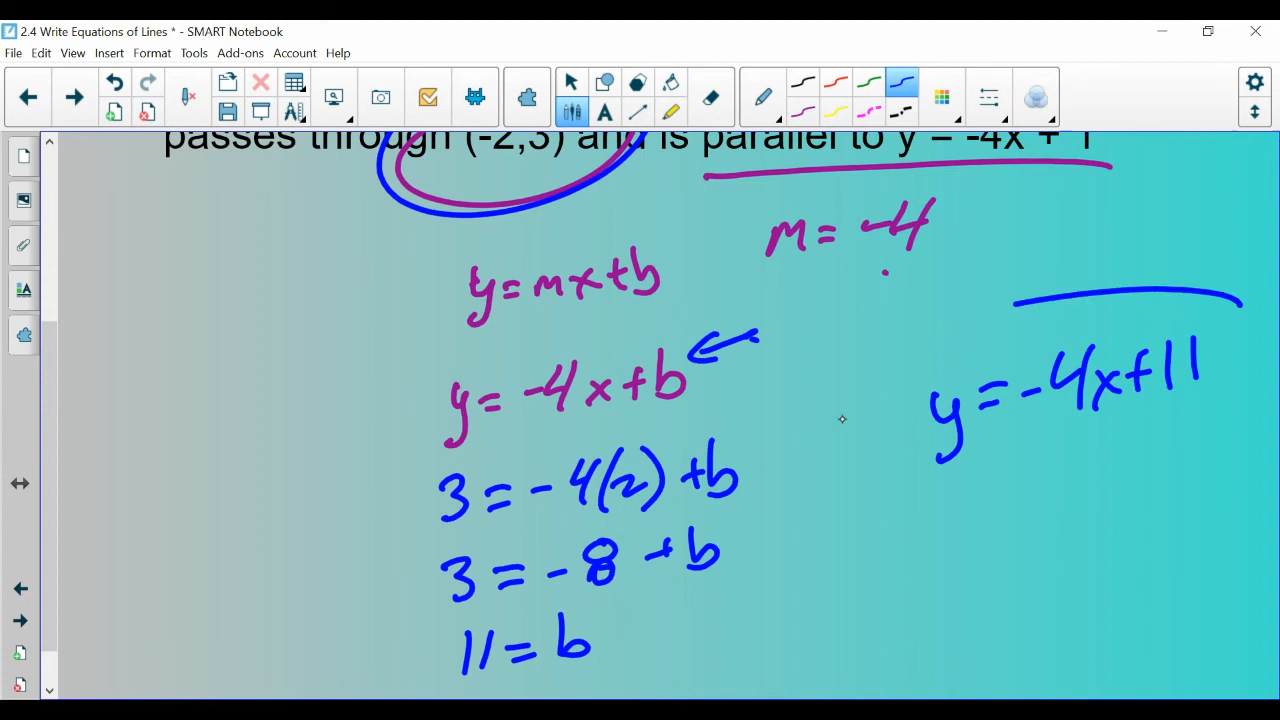 2.4 Write Equations of Lines * - SMART Notebook
File Edit View Insert Format Tools Add-ons Account Help
passes through (-2,3) and is parallel to y = -4x + 1
m = -4
y = mx + b
y = -4x + b
y = -4x + 11
3 = -4(2) + b
3 = -8 + b
11 = b